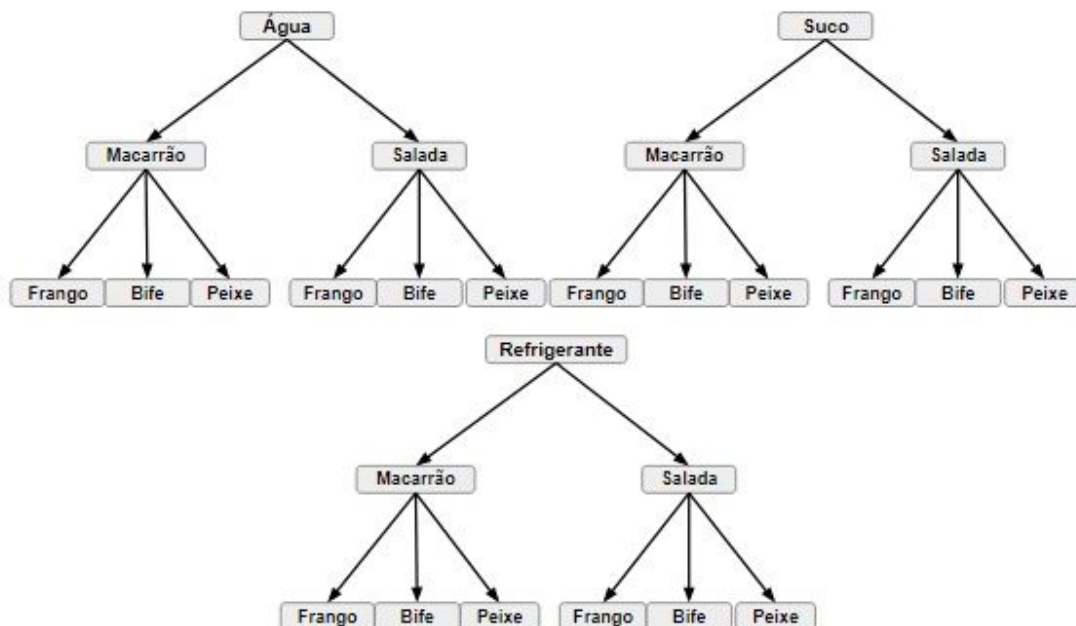 Água Suco
Macarrão Salada Macarrão Salada
Frango Bife Peixe Frango Bife Peixe Frango Bife Peixe Frango Bife Peixe
Refrigerante
Macarrão Salada
Frango Bife Peixe Frango Bife Peixe